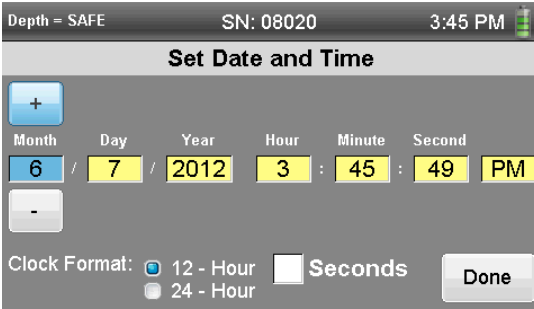 Depth = SAFE SN: 08020 3:45 PM
Set Date and Time
+
Month Day Year Hour Minute Second
6 / 7 / 2012 3 : 45 : 49 PM
-
Clock Format: 12 - Hour Seconds
24 - Hour Done